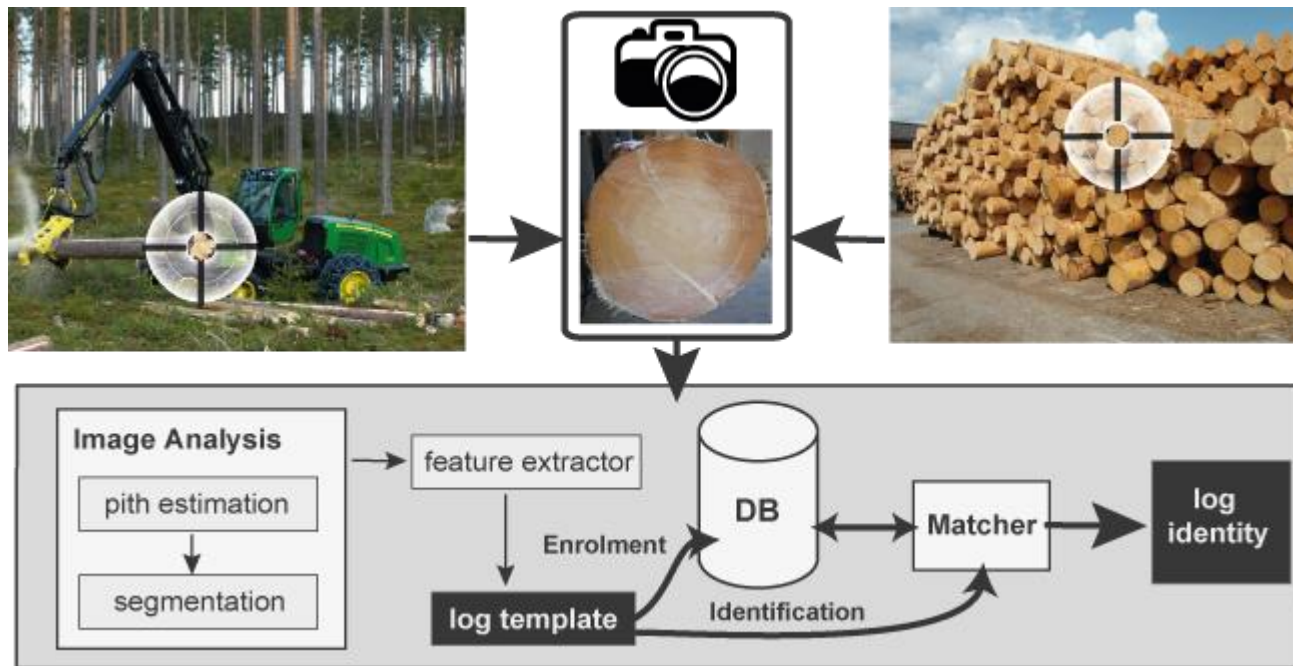 Image Analysis
pith estimation
segmentation
feature extractor
log template
Enrolment
Identification
DB
Matcher
log
identity